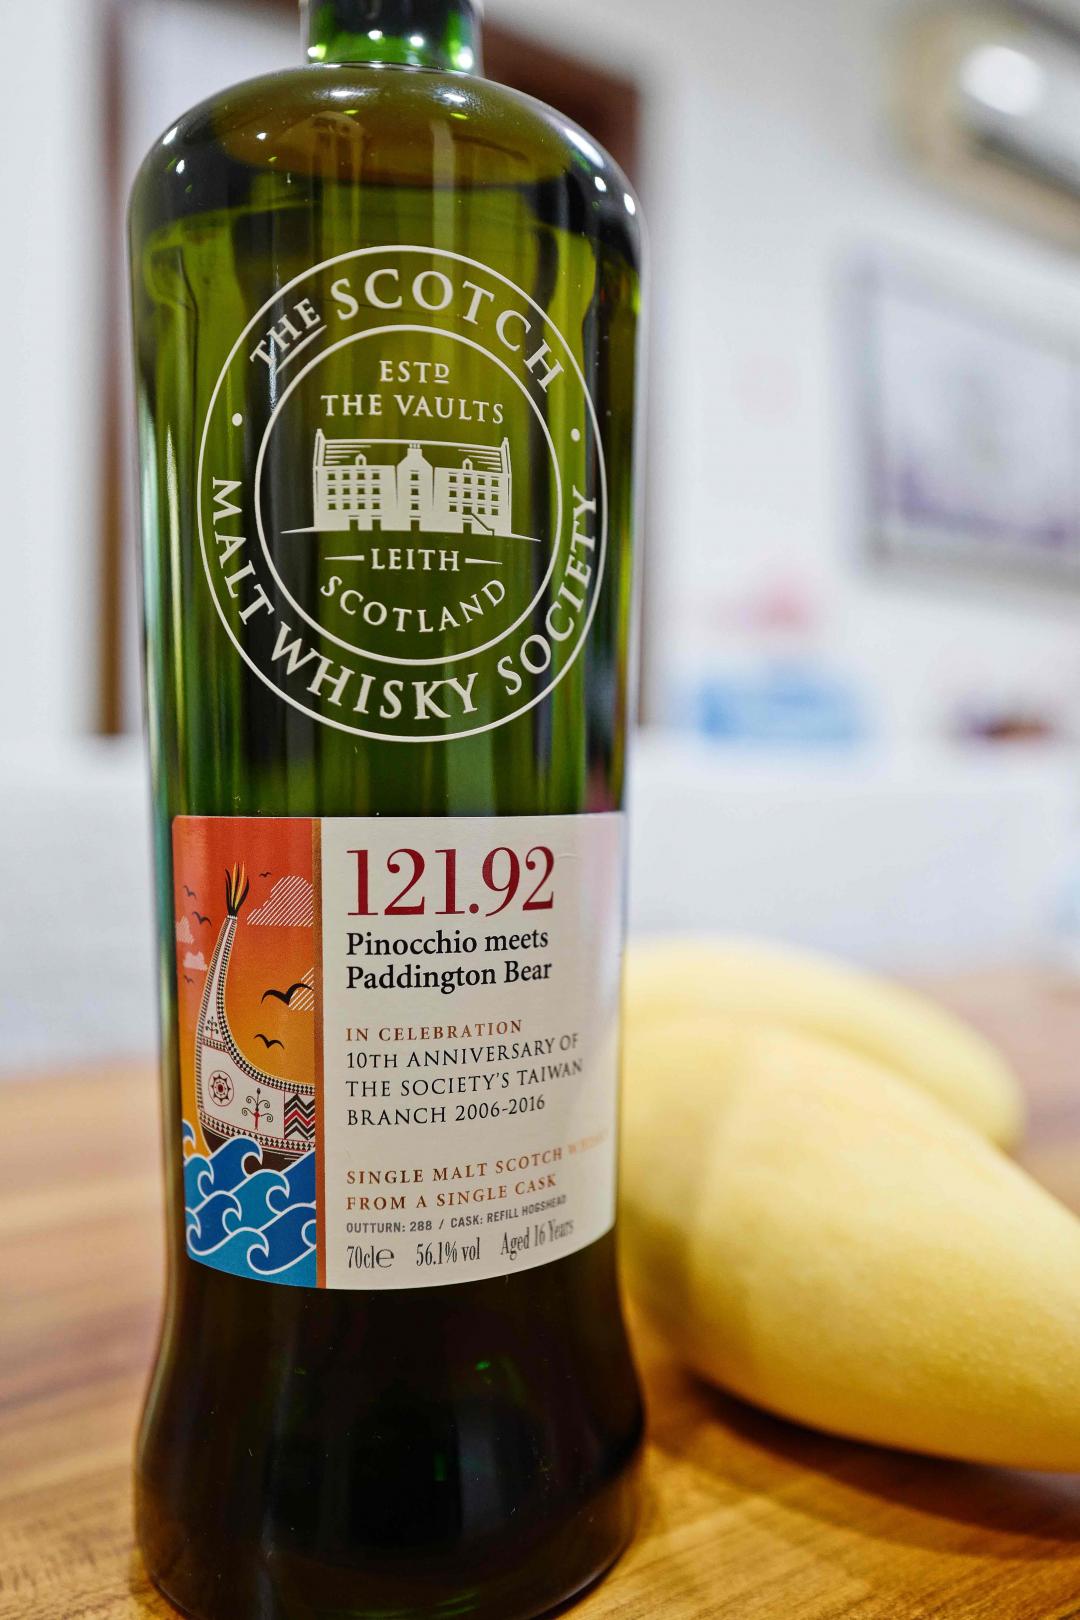 THE SCOTCH
MALT WHISKY SOCIETY
ESTD
THE VAULTS
LEITH
SCOTLAND
121.92
Pinocchio meets
Paddington Bear
IN CELEBRATION
10TH ANNIVERSARY OF
THE SOCIETY'S TAIWAN
BRANCH 2006-2016
SINGLE MALT SCOTCH WHISKY
FROM A SINGLE CASK
OUTTURN: 288 / CASK: REFILL HOGSHEAD
70cl℮ 56.1% vol Aged 16 Years